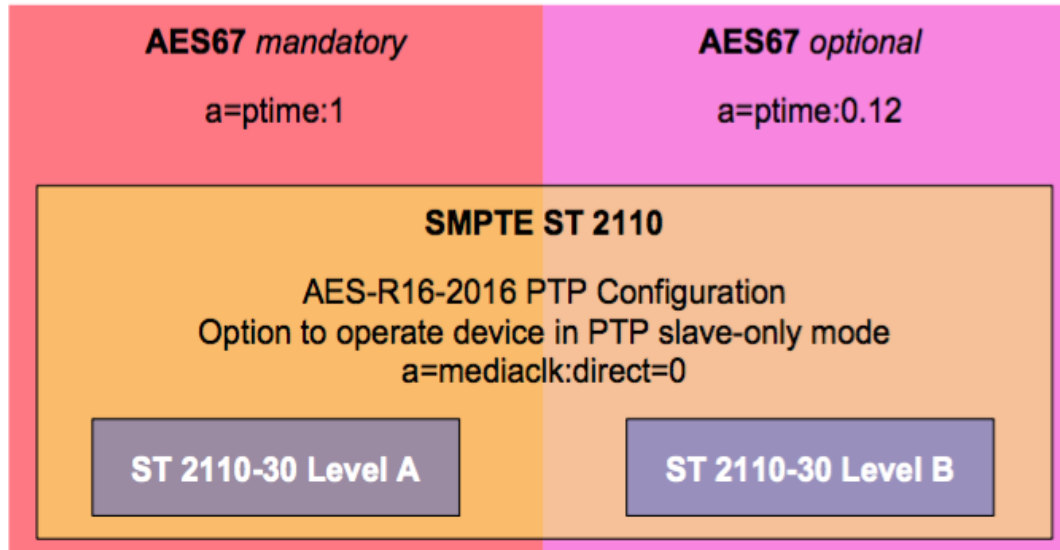 AES67 mandatory
AES67 optional
a=ptime:1
a=ptime:0.12
SMPTE ST 2110
AES-R16-2016 PTP Configuration
Option to operate device in PTP slave-only mode
a=mediaclk:direct=0
ST 2110-30 Level A
ST 2110-30 Level B